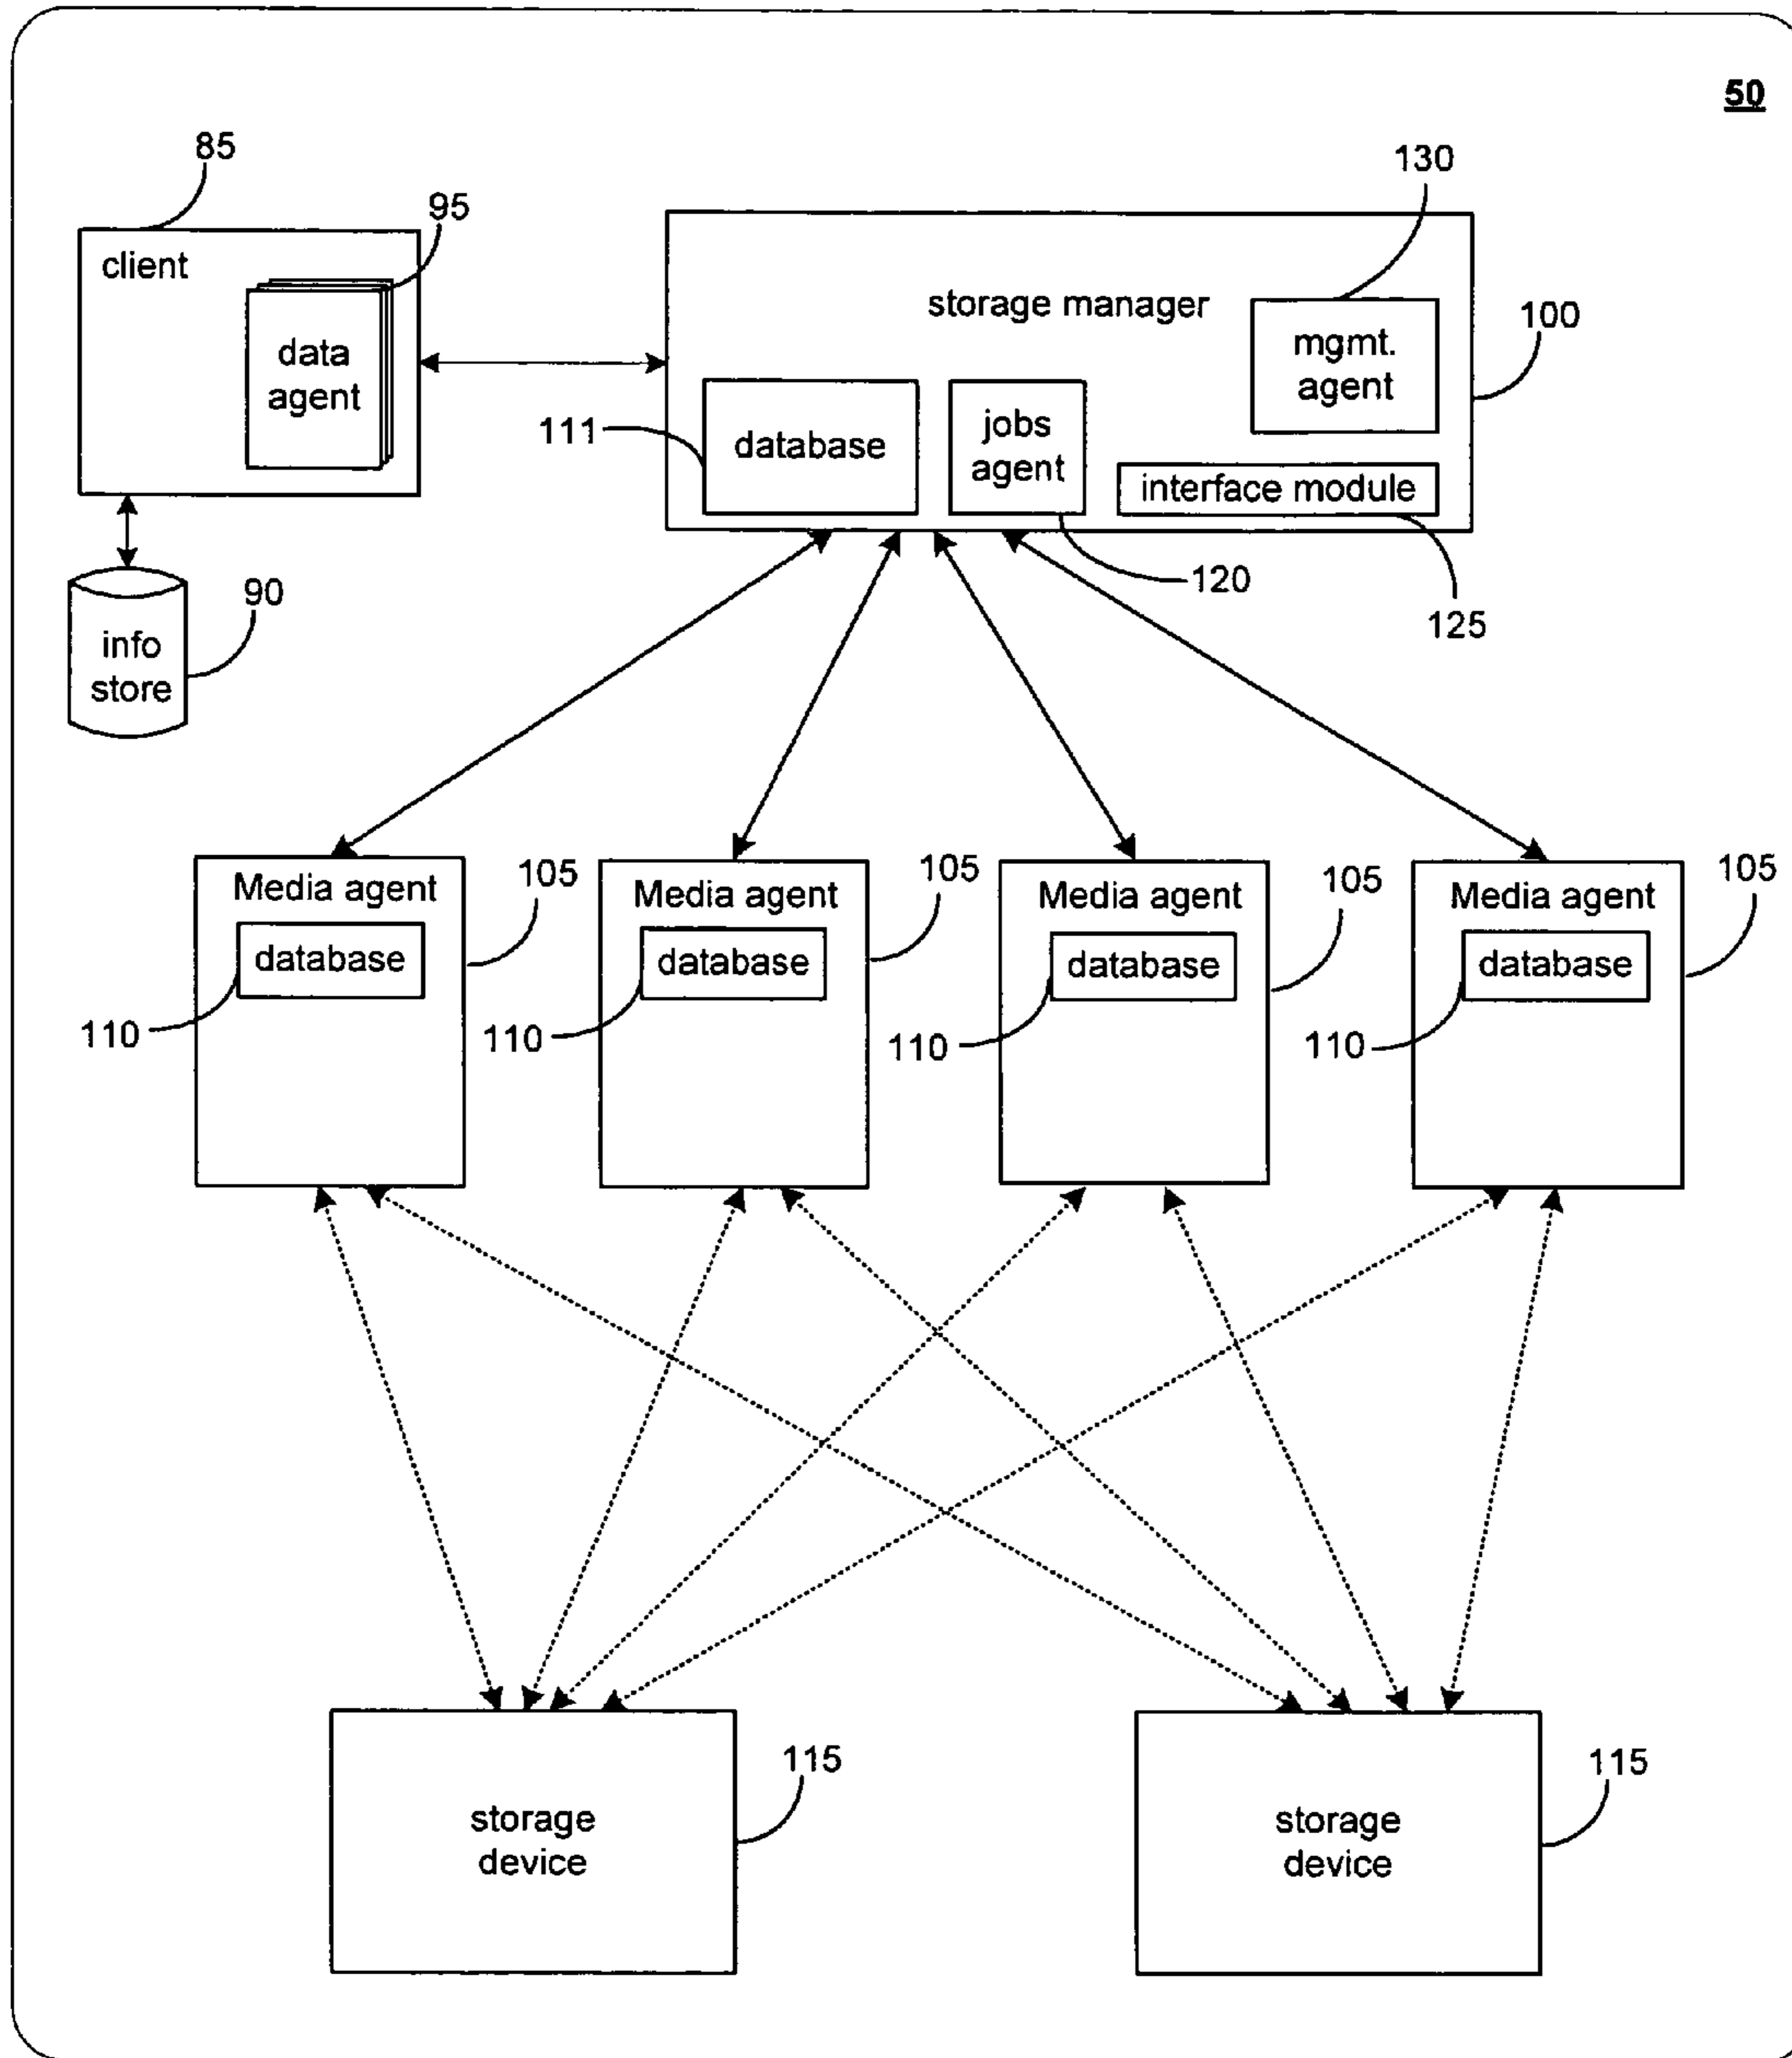 50
85
130
95
client
storage manager
100
mgmt.
agent
data
agent
111
database
jobs
agent
interface module
120
125
90
info
store
Media agent
105
Media agent
105
Media agent
105
Media agent
105
database
database
database
database
110
110
110
110
115
115
storage
device
storage
device